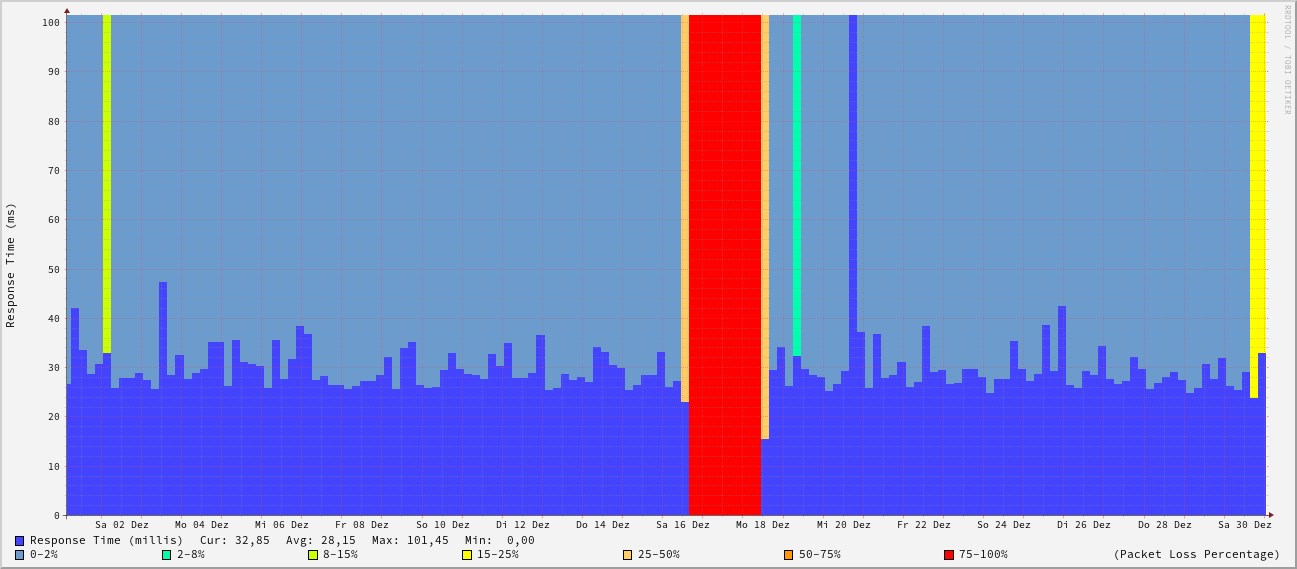 RRDTOOL / TOBI OETIKER
Response Time (ms)
100
90
80
70
60
50
40
30
20
10
0
Sa 02 Dez Mo 04 Dez Mi 06 Dez Fr 08 Dez So 10 Dez Di 12 Dez Do 14 Dez Sa 16 Dez Mo 18 Dez Mi 20 Dez Fr 22 Dez So 24 Dez Di 26 Dez Do 28 Dez Sa 30 Dez
Response Time (millis) Cur: 32,85 Avg: 28,15 Max: 101,45 Min: 0,00
0-2% 2-8% 8-15% 15-25% 25-50% 50-75% 75-100% (Packet Loss Percentage)